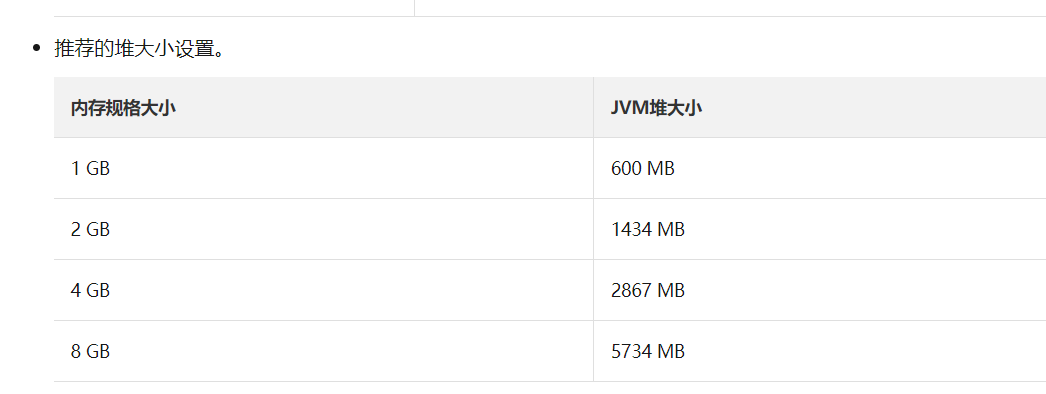 推荐的堆大小设置。
内存规格大小 JVM堆大小
1 GB 600 MB
2 GB 1434 MB
4 GB 2867 MB
8 GB 5734 MB